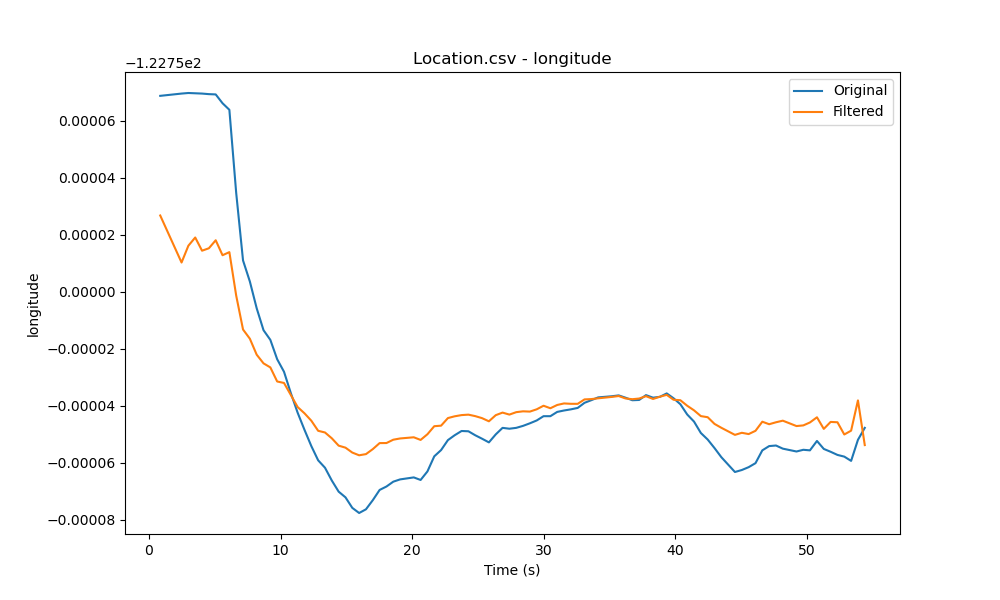 Location.csv - longitude
−1.2275e2
Original
Filtered
0.00006
0.00004
0.00002
0.00000
−0.00002
−0.00004
−0.00006
−0.00008
longitude
0 10 20 30 40 50
Time (s)